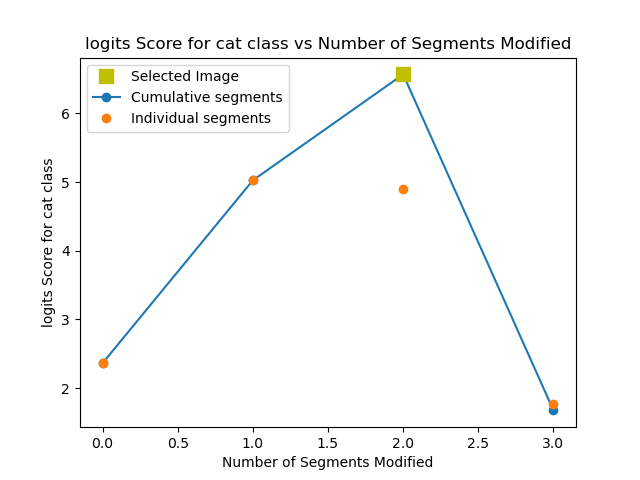 logits Score for cat class vs Number of Segments Modified
Selected Image
Cumulative segments
Individual segments
logits Score for cat class
6
5
4
3
2
0.0 0.5 1.0 1.5 2.0 2.5 3.0
Number of Segments Modified